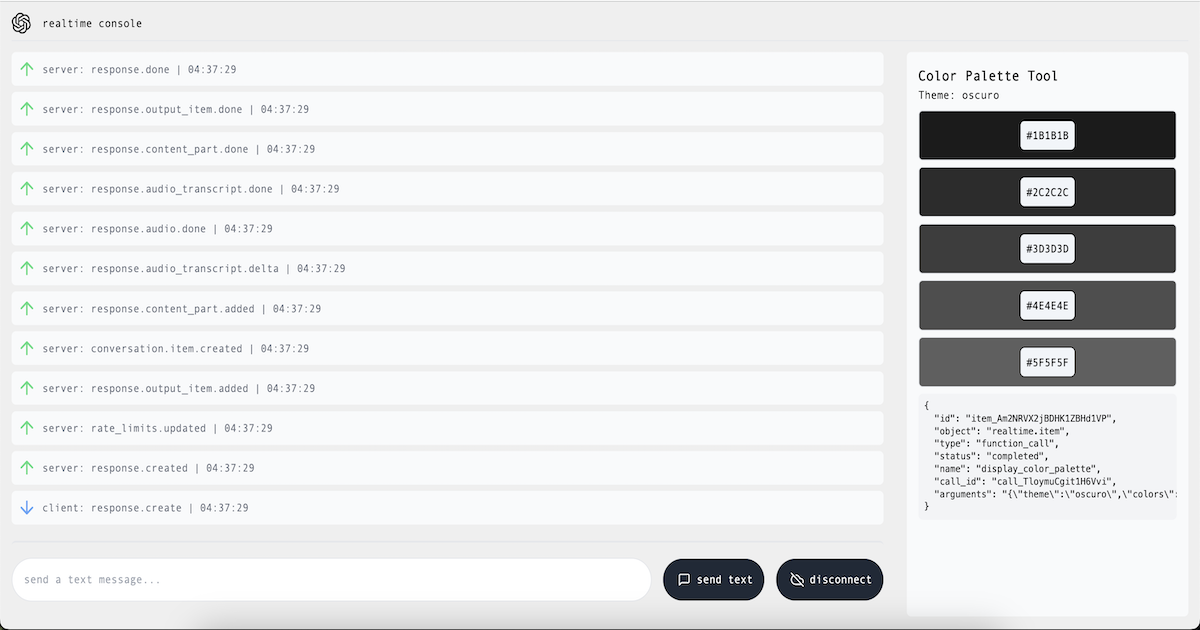 realtime console
server: response.done | 04:37:29
server: response.output_item.done | 04:37:29
server: response.content_part.done | 04:37:29
server: response.audio_transcript.done | 04:37:29
server: response.audio.done | 04:37:29
server: response.audio_transcript.delta | 04:37:29
server: response.content_part.added | 04:37:29
server: conversation.item.created | 04:37:29
server: response.output_item.added | 04:37:29
server: rate_limits.updated | 04:37:29
server: response.created | 04:37:29
client: response.create | 04:37:29
send a text message...
send text
disconnect
Color Palette Tool
Theme: oscuro
#1B1B1B
#2C2C2C
#3D3D3D
#4E4E4E
#5F5F5F
{
"id": "item_Am2NRVX2jBDHK1ZBHd1VP",
"object": "realtime.item",
"type": "function_call",
"status": "completed",
"name": "display_color_palette",
"call_id": "call_TloymuCgit1H6Vvi",
"arguments": "{\"theme\":\"oscuro\",\"colors\":
}